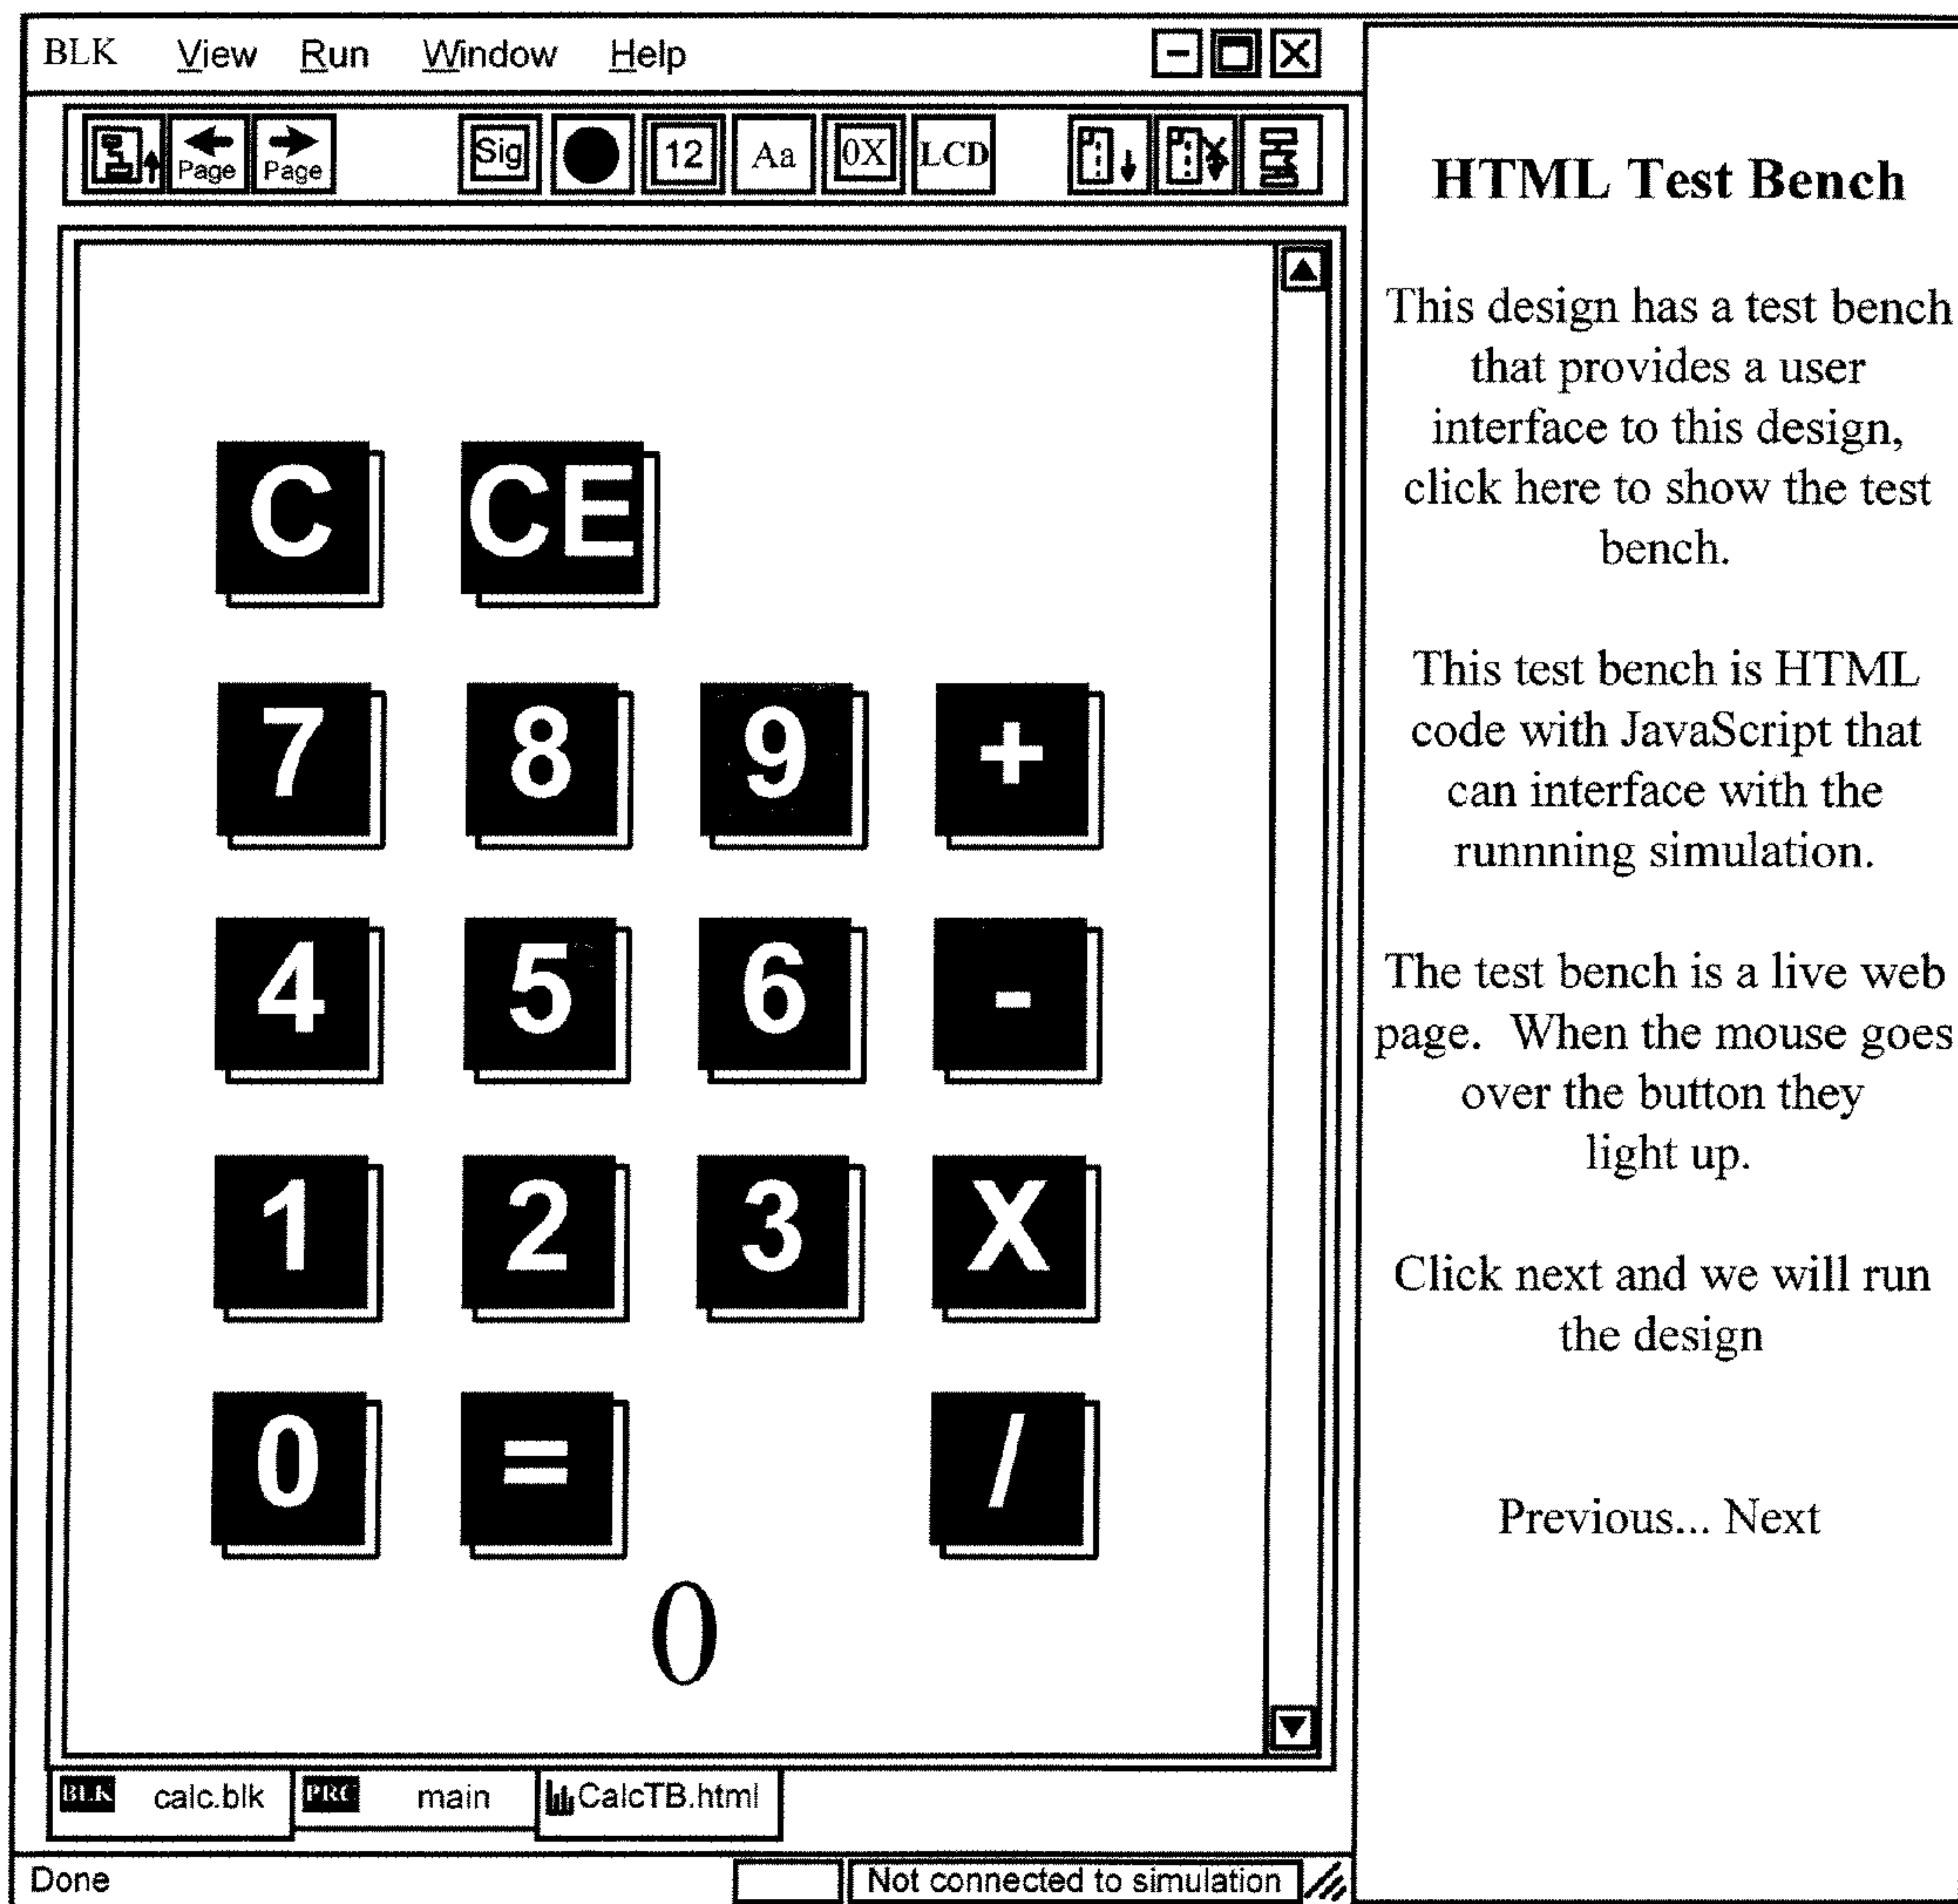 BLK View Run Window Help
Page Page Sig 12 Aa 0X LCD
C CE
7 8 9 +
4 5 6 -
1 2 3 X
0 = /
0
BLK calc.blk PRC main CalcTB.html
Done Not connected to simulation
HTML Test Bench
This design has a test bench
that provides a user
interface to this design,
click here to show the test
bench.
This test bench is HTML
code with JavaScript that
can interface with the
runnning simulation.
The test bench is a live web
page. When the mouse goes
over the button they
light up.
Click next and we will run
the design
Previous... Next